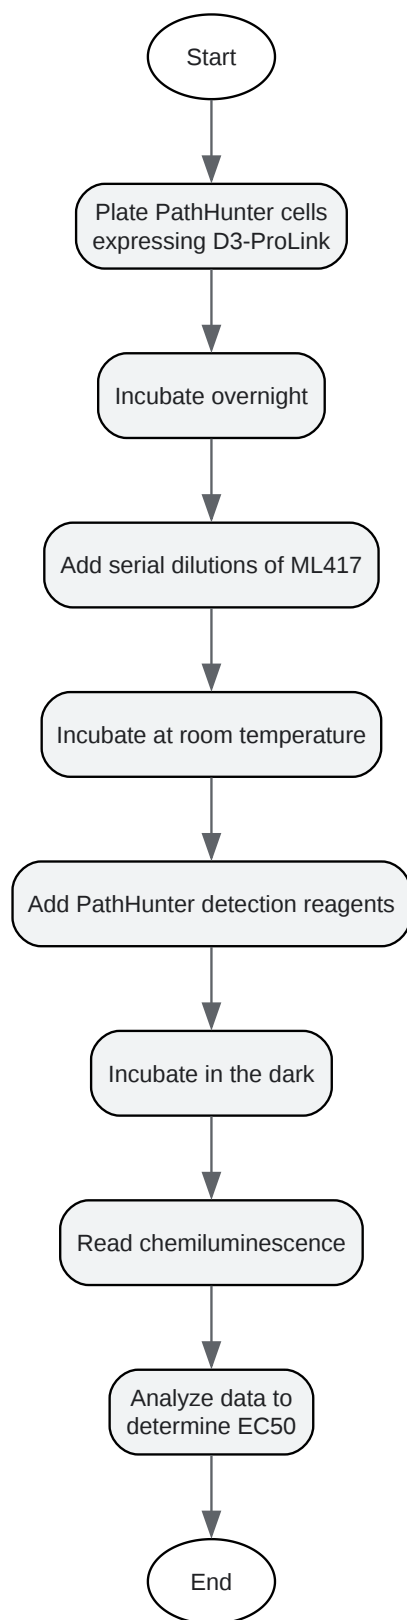 Start
Plate PathHunter cells
expressing D3-ProLink
Incubate overnight
Add serial dilutions of ML417
Incubate at room temperature
Add PathHunter detection reagents
Incubate in the dark
Read chemiluminescence
Analyze data to
determine EC50
End